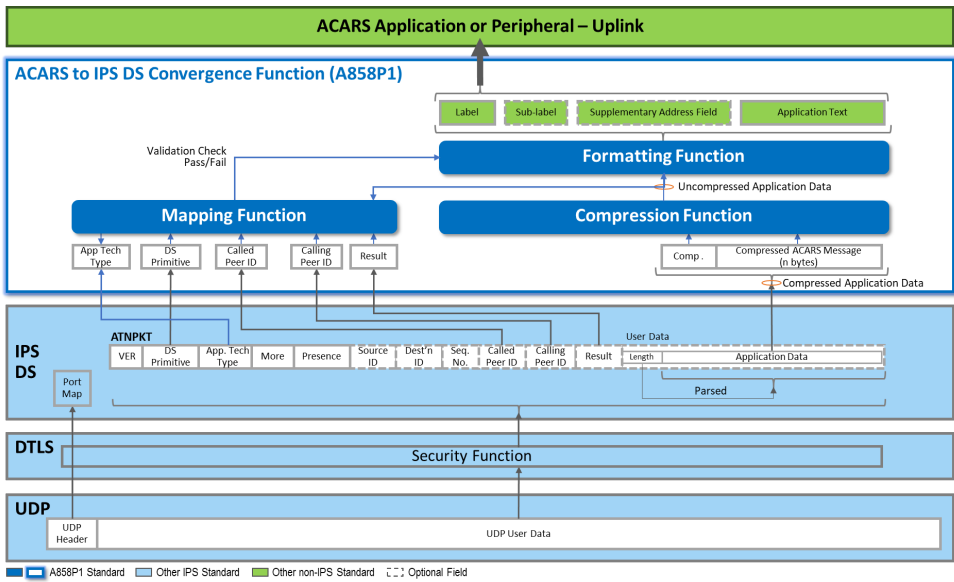 ACARS Application or Peripheral – Uplink
ACARS to IPS DS Convergence Function (A858P1)
Label
Sub-label
Supplementary Address Field
Application Text
Validation Check
Pass/Fail
Formatting Function
Uncompressed Application Data
Mapping Function
Compression Function
App Tech
Type
DS
Primitive
Called
Peer ID
Calling
Peer ID
Result
Comp .
Compressed ACARS Message
(n bytes)
Compressed Application Data
IPS
DS
ATNPKT
User Data
VER
DS
Primitive
App. Tech
Type
More
Presence
Source
ID
Dest'n
ID
Seq.
No.
Called
Peer ID
Calling
Peer ID
Result
Length
Application Data
Parsed
Port
Map
DTLS
Security Function
UDP
UDP
Header
UDP User Data
A858P1 Standard
Other IPS Standard
Other non-IPS Standard
Optional Field